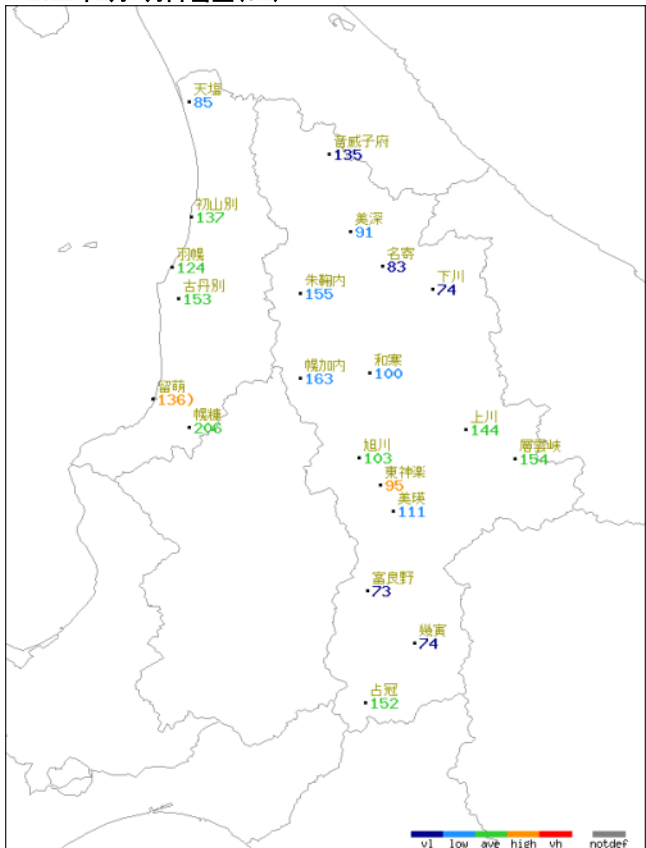 天塩
85
音威子府
135
初山別
137
美深
91
羽幌
124
名寄
83
古丹別
153
朱鞠内
155
下川
74
幌加内
163
和寒
100
留萌
136)
幌糠
206
上川
144
旭川
103
層雲峡
154
東神楽
95
美瑛
111
富良野
73
幾寅
74
占冠
152
vl low ave high vh notdef